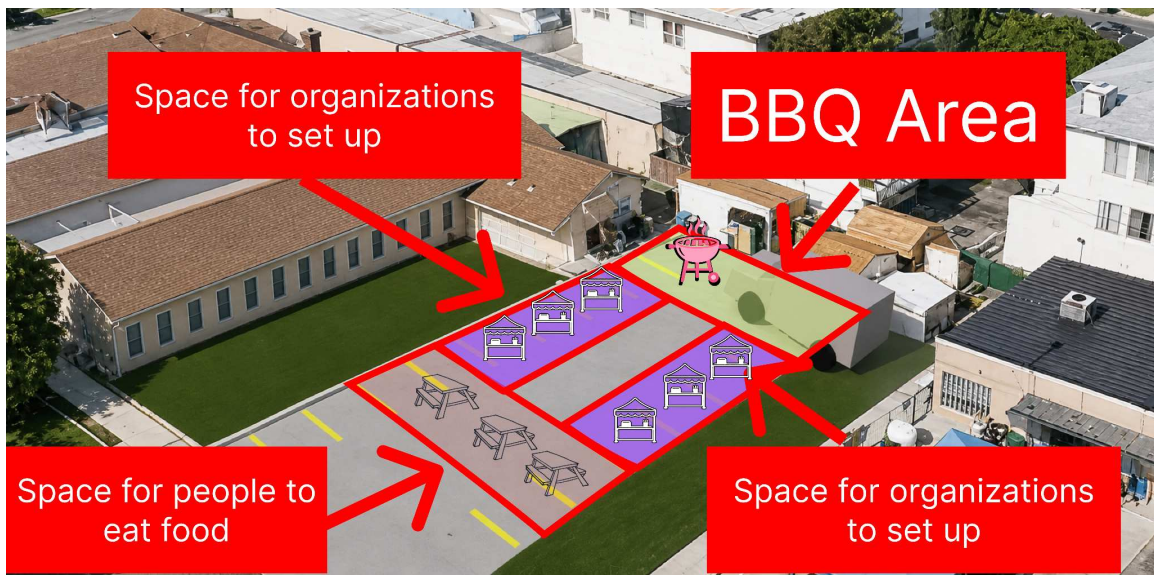 Space for organizations
to set up
BBQ Area
Space for people to
eat food
Space for organizations
to set up